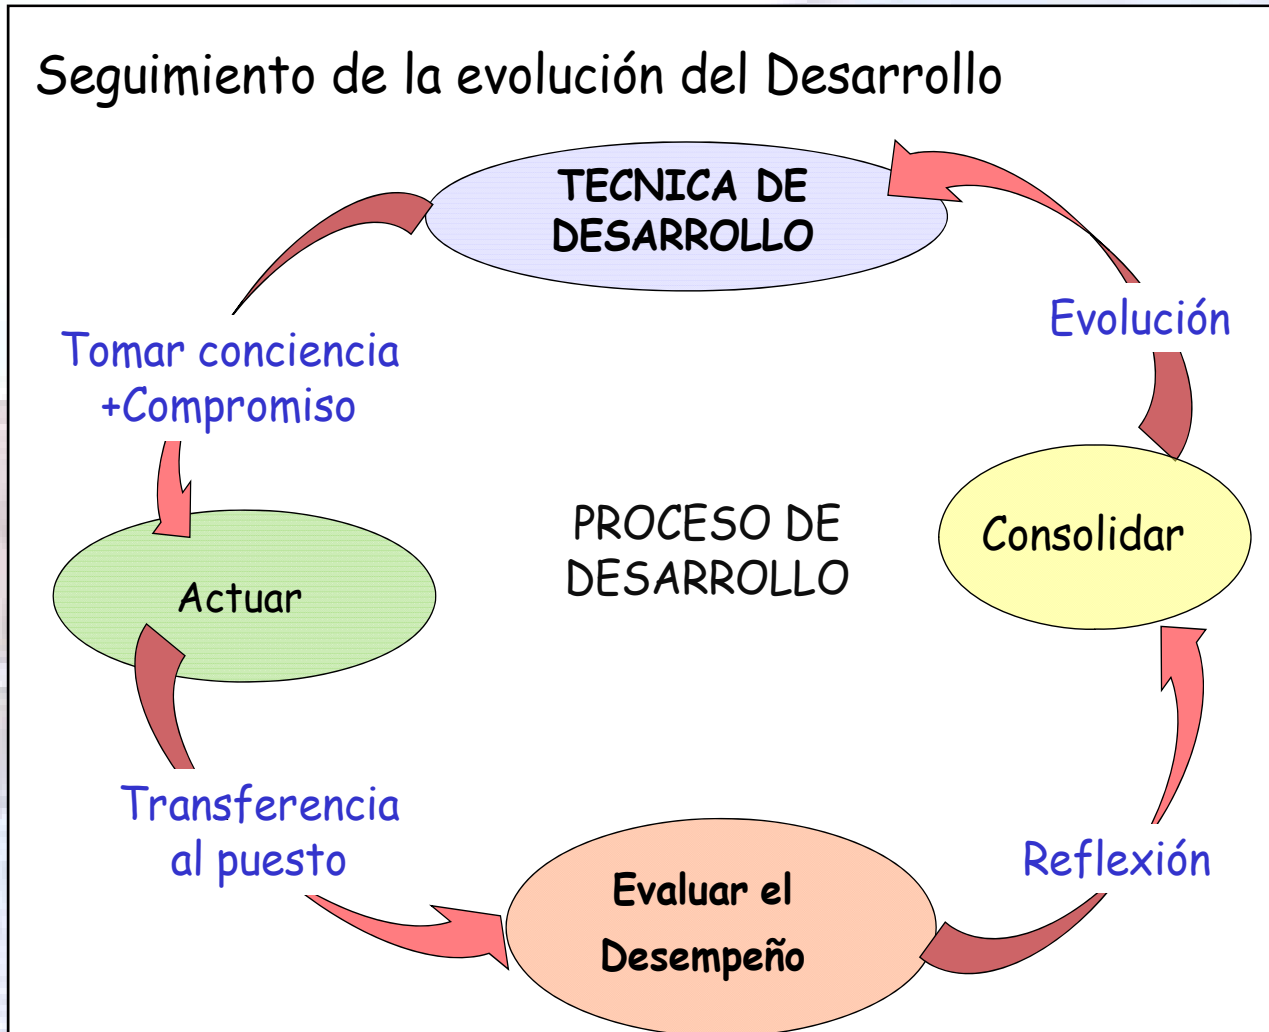 Seguimiento de la evolución del Desarrollo
TECNICA DE
DESARROLLO
Evolución
Tomar conciencia
+Compromiso
PROCESO DE
DESARROLLO
Consolidar
Actuar
Transferencia
al puesto
Reflexión
Evaluar el
Desempeño